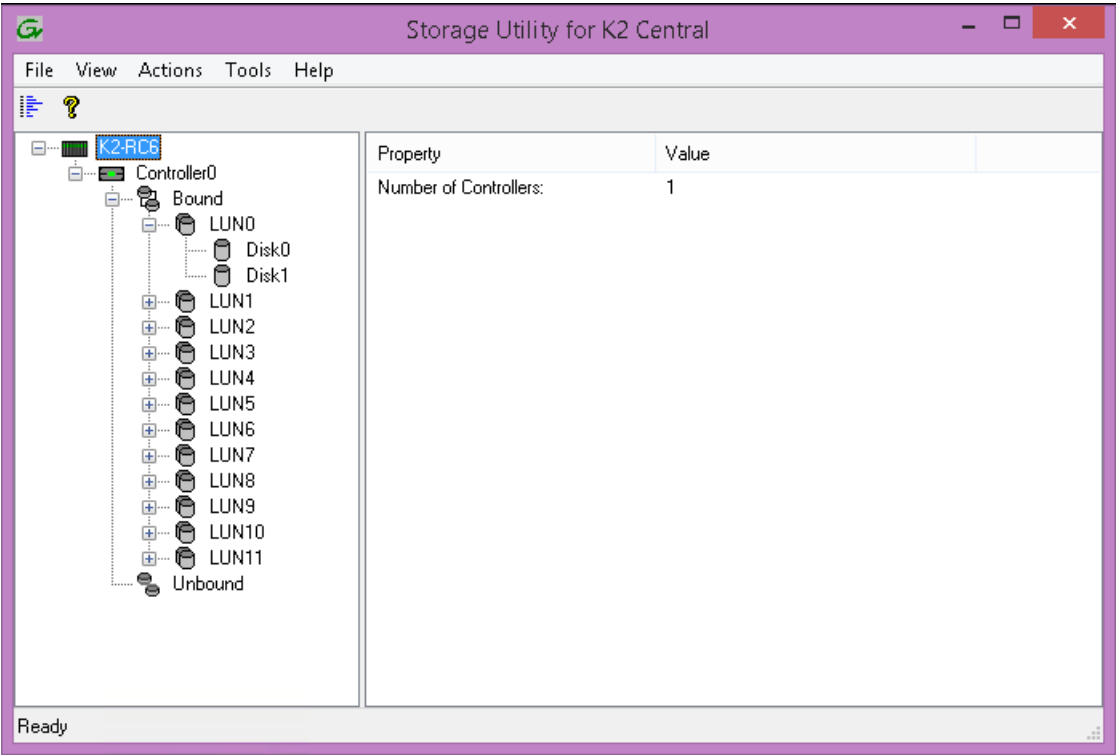 Storage Utility for K2 Central
File View Actions Tools Help
K2-RC6
Controller0
Bound
LUN0
Disk0
Disk1
LUN1
LUN2
LUN3
LUN4
LUN5
LUN6
LUN7
LUN8
LUN9
LUN10
LUN11
Unbound
Property Value
Number of Controllers: 1
Ready